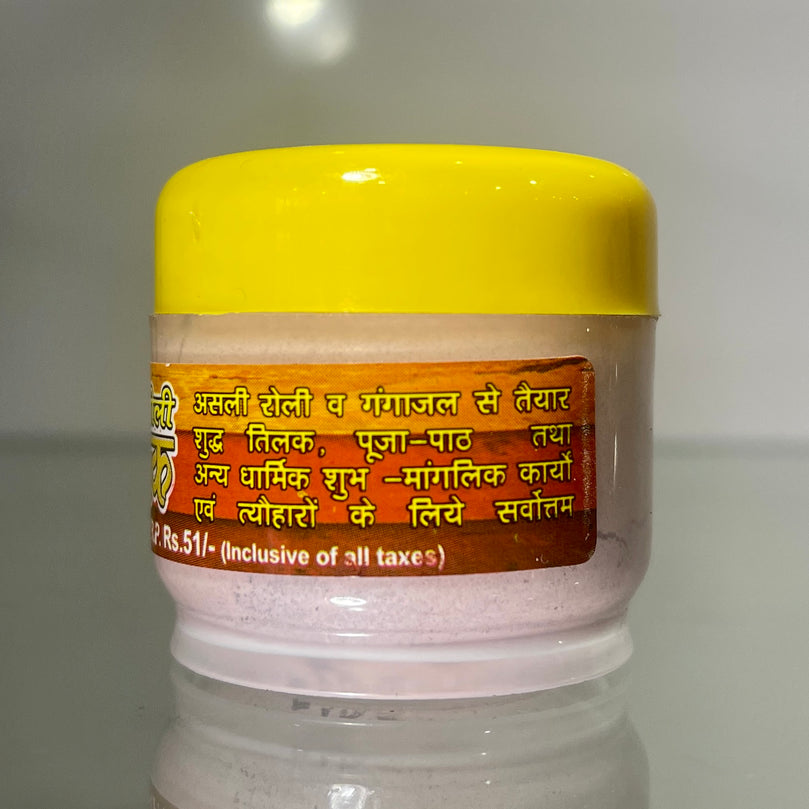 असली रोली व गंगाजल से तैयार
शुद्ध तिलक, पूजा-पाठ तथा
अन्य धार्मिक शुभ -मांगलिक कार्यों
एवं त्यौहारों के लिये सर्वोत्तम
Rs.51/- (Inclusive of all taxes)